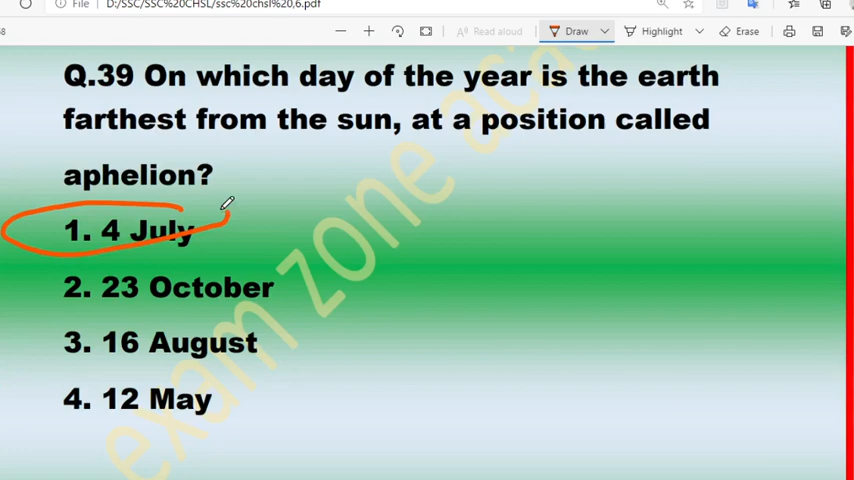 File D:/SSC/SSC%20CHSL/ssc%20chsl%20,6.pdf
Read aloud Draw Highlight Erase
Q.39 On which day of the year is the earth
farthest from the sun, at a position called
aphelion?
1. 4 July
2. 23 October
3. 16 August
4. 12 May
exam zone